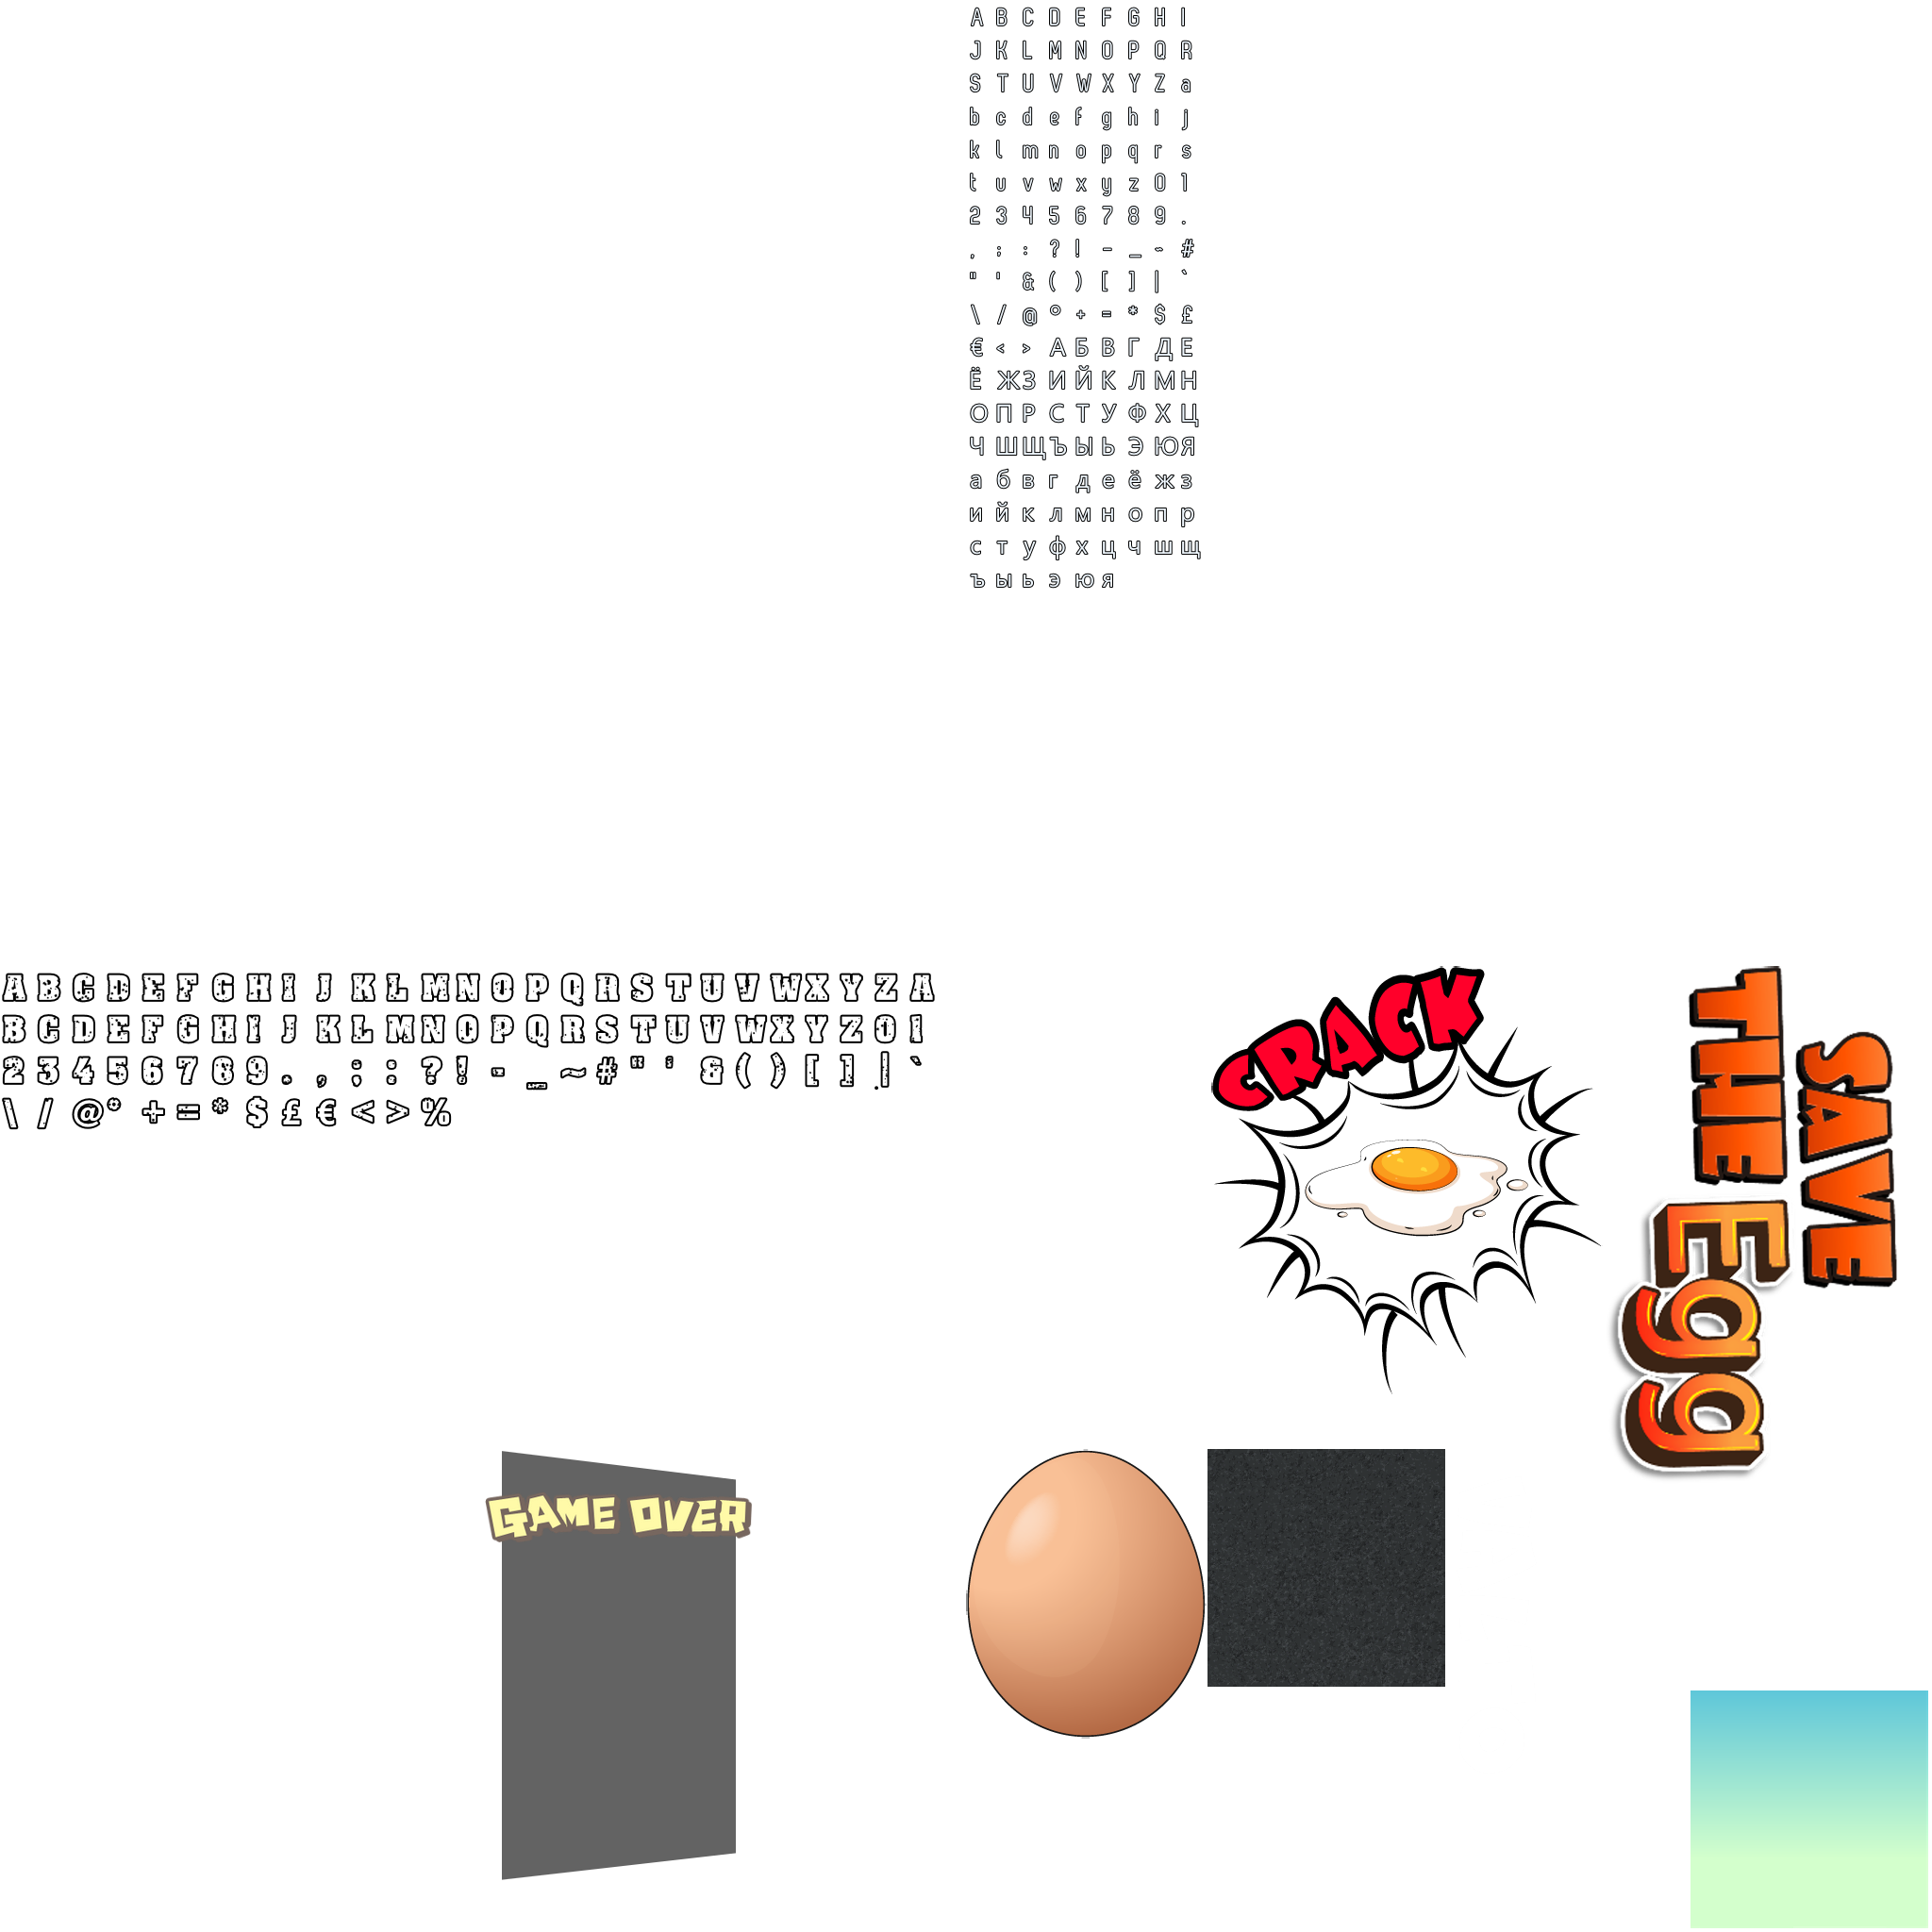 A B C D E F G H I
J K L M N O P Q R
S T U V W X Y Z a
b c d e f g h i j
k l m n o p q r s
t u v w x y z 0 1
2 3 4 5 6 7 8 9 .
, ; : ? ! - _ ~ #
" ' & ( ) [ ] | `
\ / @ ° + = * $ £
€ < > А Б В Г Д Е
Ё Ж З И Й К Л М Н
О П Р С Т У Ф Х Ц
Ч Ш Щ Ъ Ы Ь Э Ю Я
а б в г д е ё ж з
и й к л м н о п р
с т у ф х ц ч ш щ
ъ ы ь э ю я
A B C D E F G H I J K L M N O P Q R S T U V W X Y Z A
B C D E F G H I J K L M N O P Q R S T U V W X Y Z 0 1
2 3 4 5 6 7 8 9 . , ; : ? ! - _ ~ # " ' & ( ) [ ] | `
\ / @ ° + = * $ £ € < > %
CRACK
SAVE
THE
Egg
GAME OVER